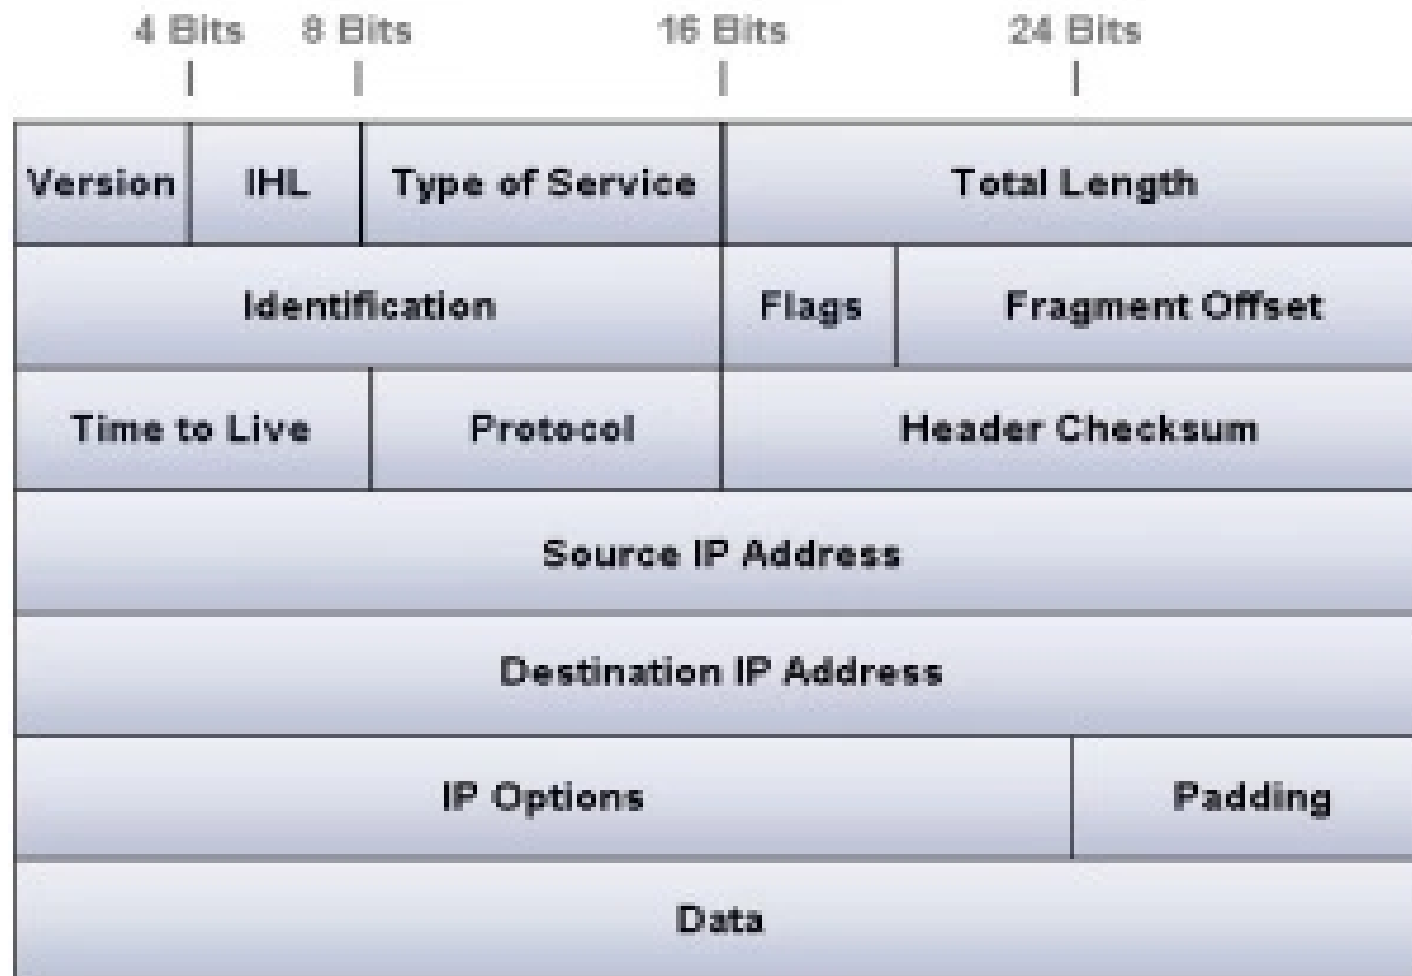 4 Bits 8 Bits 16 Bits 24 Bits
Version IHL Type of Service Total Length
Identification Flags Fragment Offset
Time to Live Protocol Header Checksum
Source IP Address
Destination IP Address
IP Options Padding
Data